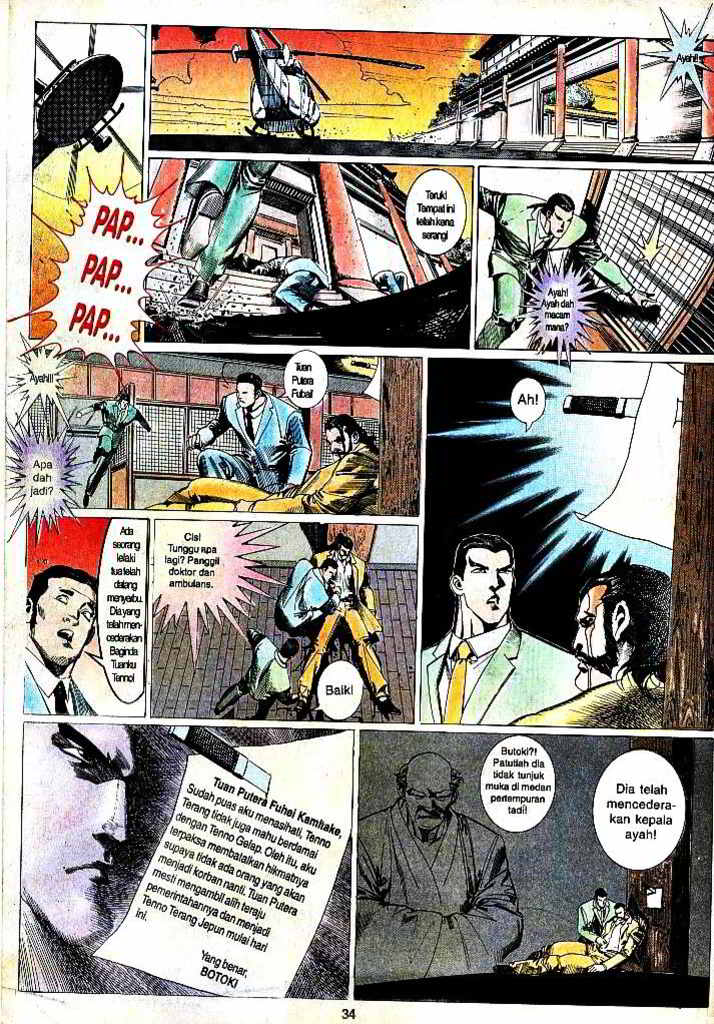 Ayah!!
PAP...
PAP...
PAP...
Teruk!
Tempat ini
telah kena
serang!
Ayah!
Ayah dah
macam
mana?
Ayah!!!
Apa
dah
jadi?
Tuan
Putera
Fuhai!
Ah!
Ada
seorang
lelaki
tua telah
datang
menyerbu.
Dia yang
telah men-
cederakan
Baginda
Tuanku
Tenno!
Cis!
Tunggu apa
lagi? Panggil
doktor dan
ambulans.
Baik!
Tuan Putera Fuhei Kamitake,
Sudah puas aku menasihati, Tenno
Terang tidak juga mahu berdamai
dengan Tenno Gelap. Oleh itu, aku
terpaksa membatalkan hikmatnya
supaya tidak ada orang yang akan
menjadi korban nanti. Tuan Putera
mesti mengambil alih teraju
pemerintahannya dan menjadi
Tenno Terang Jepun mulai hari
ini.
Yang benar,
BOTOKI
Butoki?!
Patutlah dia
tidak tunjuk
muka di medan
pertempuran
tadi!
Dia telah
mencedera-
kan kepala
ayah!
34